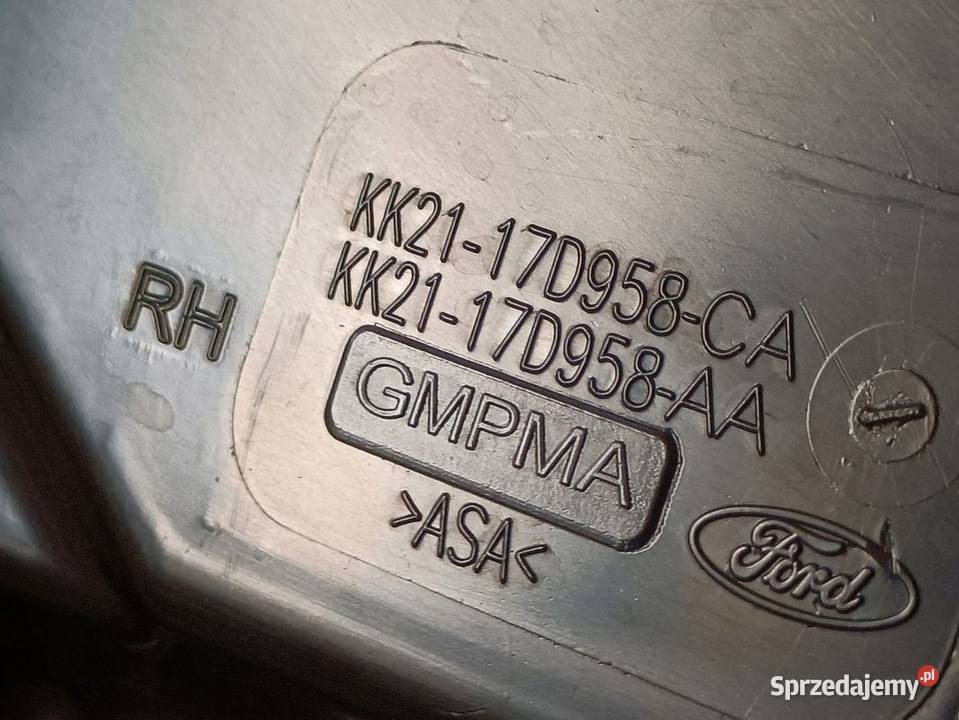 KK21-17D958-CA
KK21-17D958-AA
RH
GMPMA
>ASA<
Ford
Sprzedajemy.pl